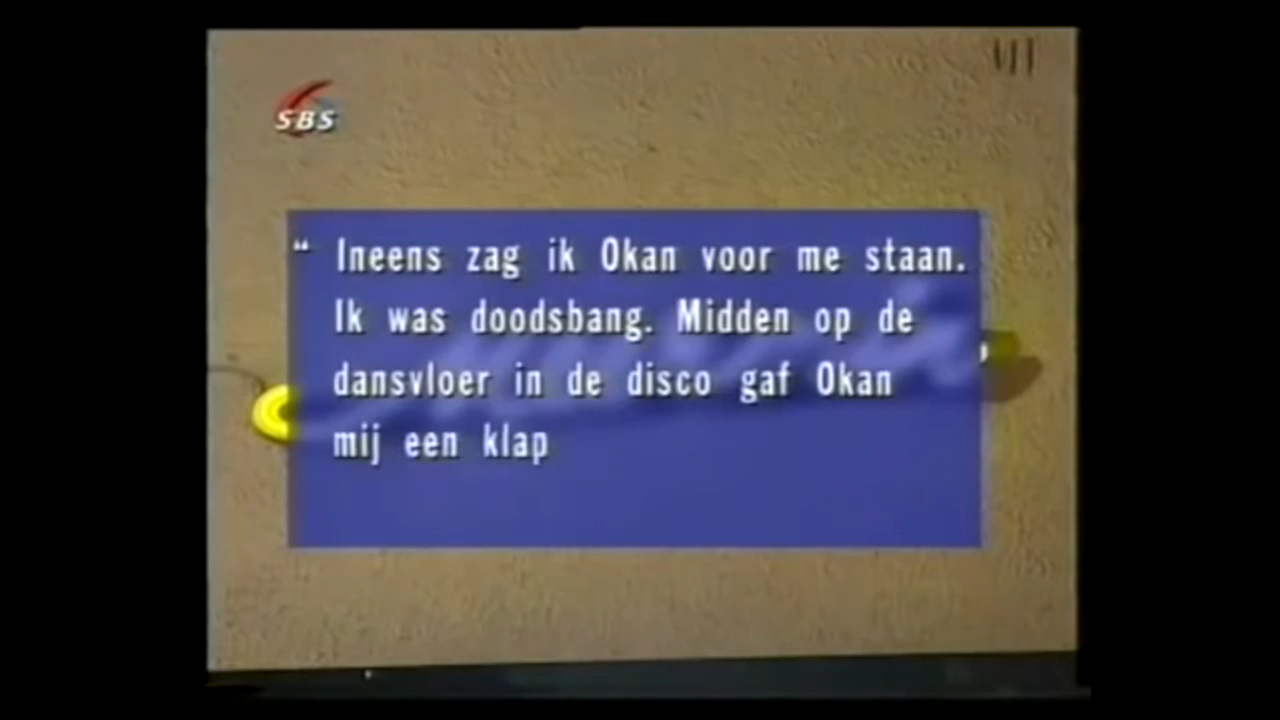 SBS
“ Ineens zag ik Okan voor me staan.
Ik was doodsbang. Midden op de
dansvloer in de disco gaf Okan
mij een klap